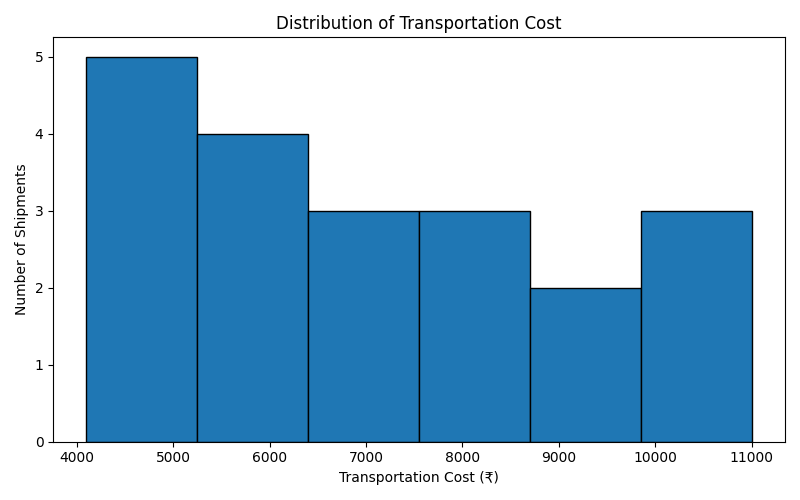 Distribution of Transportation Cost
5
4
3
2
1
0
Number of Shipments
4000 5000 6000 7000 8000 9000 10000 11000
Transportation Cost (₹)